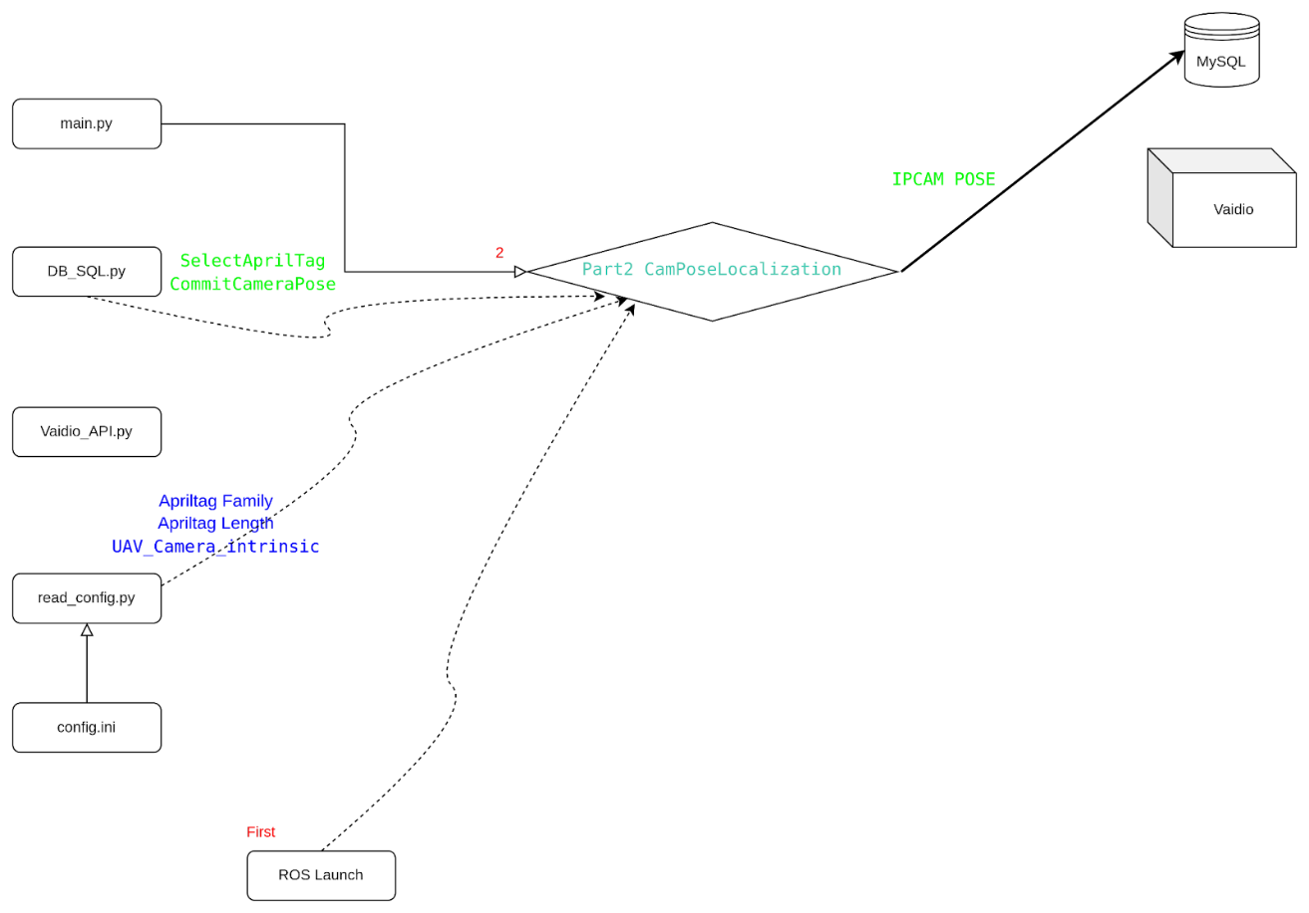 MySQL
main.py
IPCAM POSE
Vaidio
2
DB_SQL.py
SelectAprilTag
CommitCameraPose
Part2 CamPoseLocalization
Vaidio_API.py
Apriltag Family
Apriltag Length
UAV_Camera_intrinsic
read_config.py
config.ini
First
ROS Launch